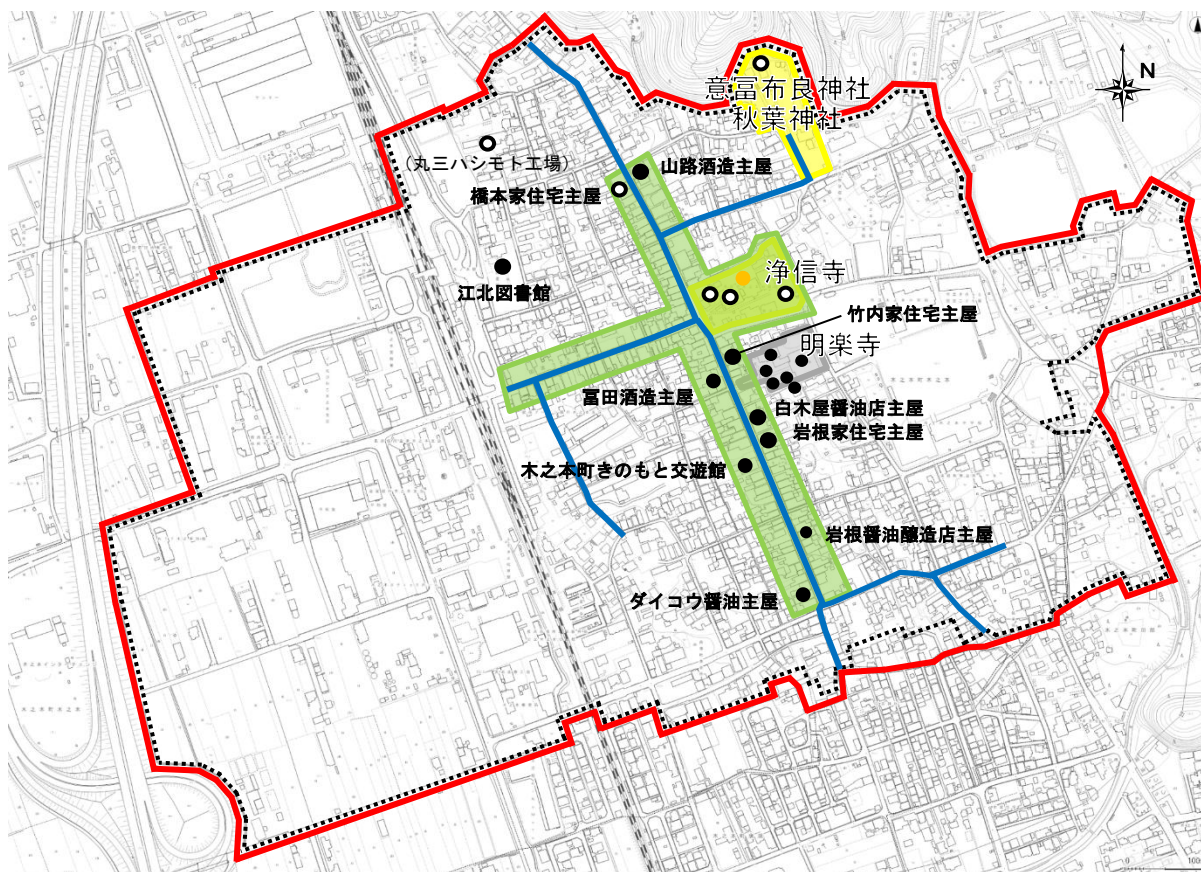 N
意冨布良神社
秋葉神社
(丸三ハシモト工場)
山路酒造主屋
橋本家住宅主屋
浄信寺
江北図書館
竹内家住宅主屋
明楽寺
冨田酒造主屋
白木屋醤油店主屋
岩根家住宅主屋
木之本町きのもと交遊館
岩根醤油醸造店主屋
ダイコウ醤油主屋